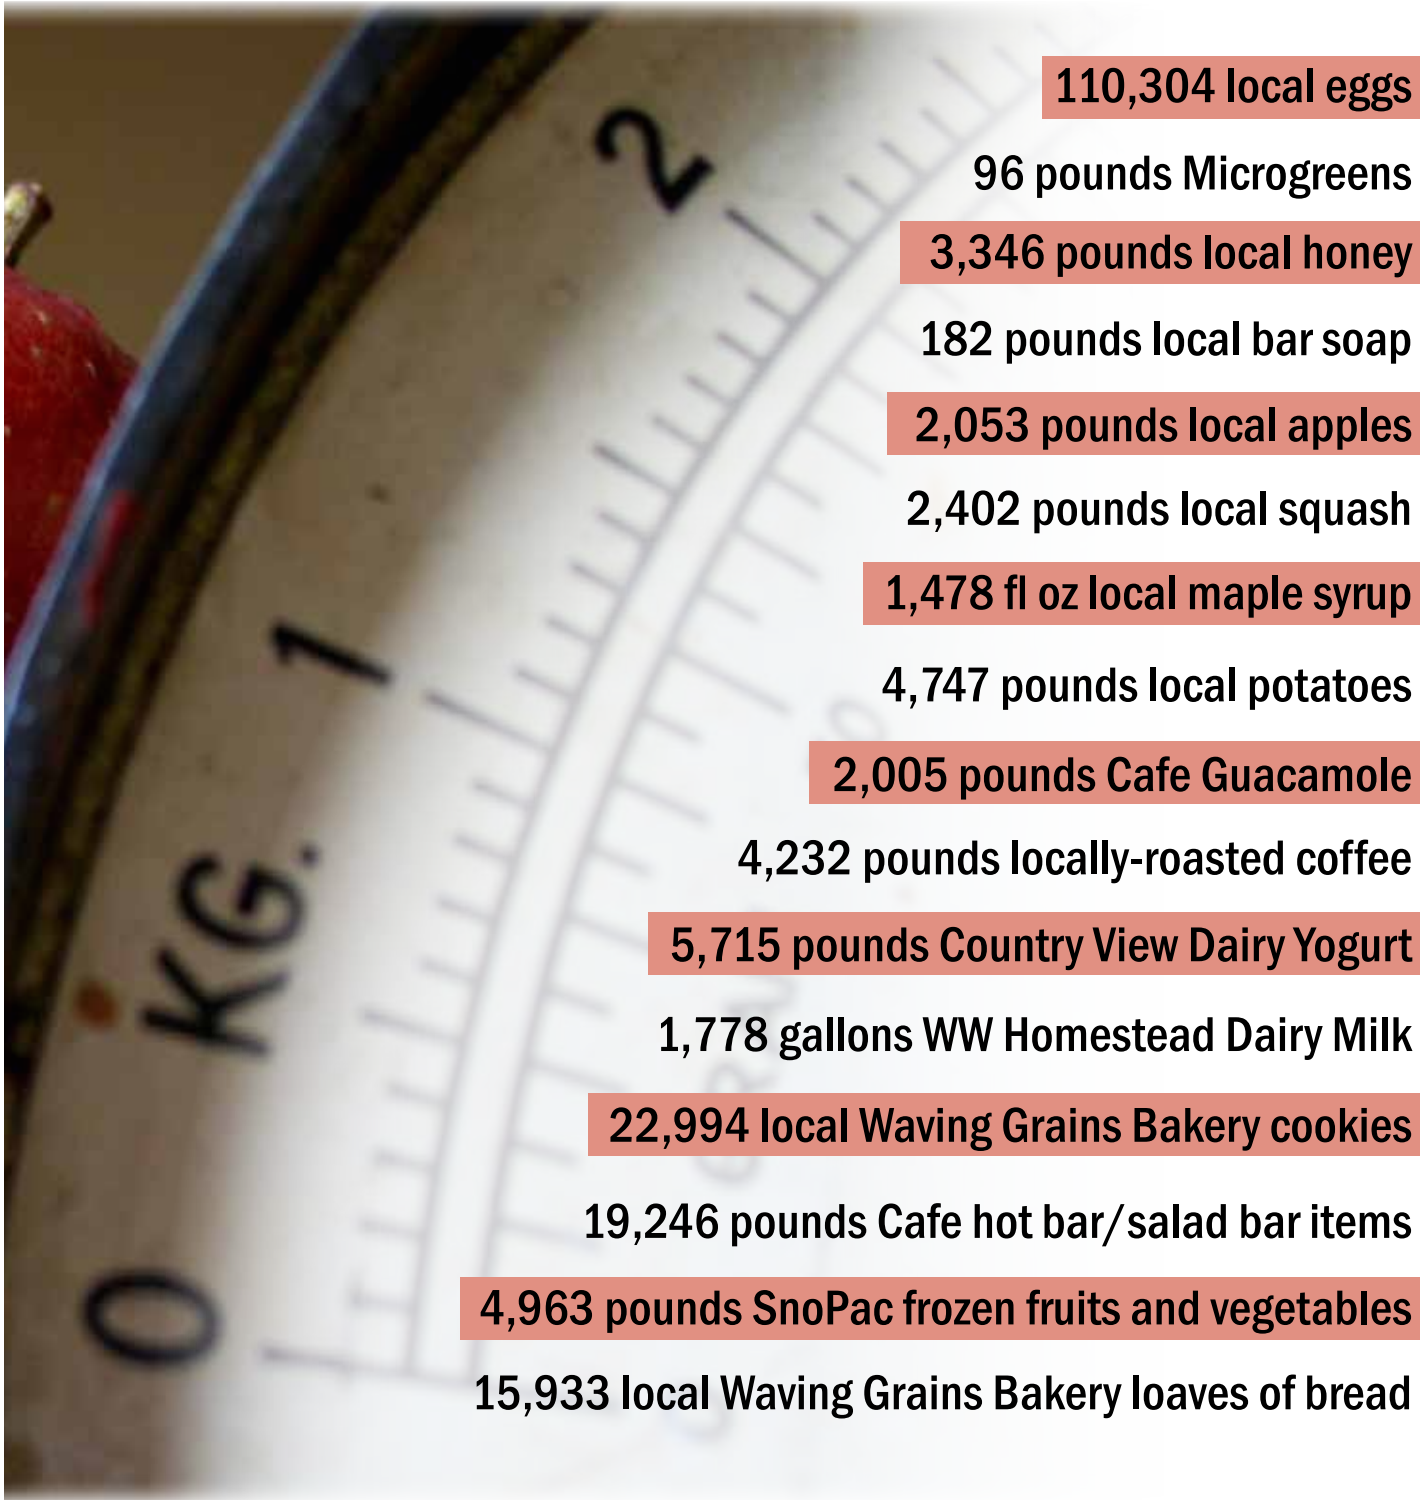 110,304 local eggs
96 pounds Microgreens
3,346 pounds local honey
182 pounds local bar soap
2,053 pounds local apples
2,402 pounds local squash
1,478 fl oz local maple syrup
4,747 pounds local potatoes
2,005 pounds Cafe Guacamole
4,232 pounds locally-roasted coffee
5,715 pounds Country View Dairy Yogurt
1,778 gallons WW Homestead Dairy Milk
22,994 local Waving Grains Bakery cookies
19,246 pounds Cafe hot bar/salad bar items
4,963 pounds SnoPac frozen fruits and vegetables
15,933 local Waving Grains Bakery loaves of bread
2
1
KG.
0